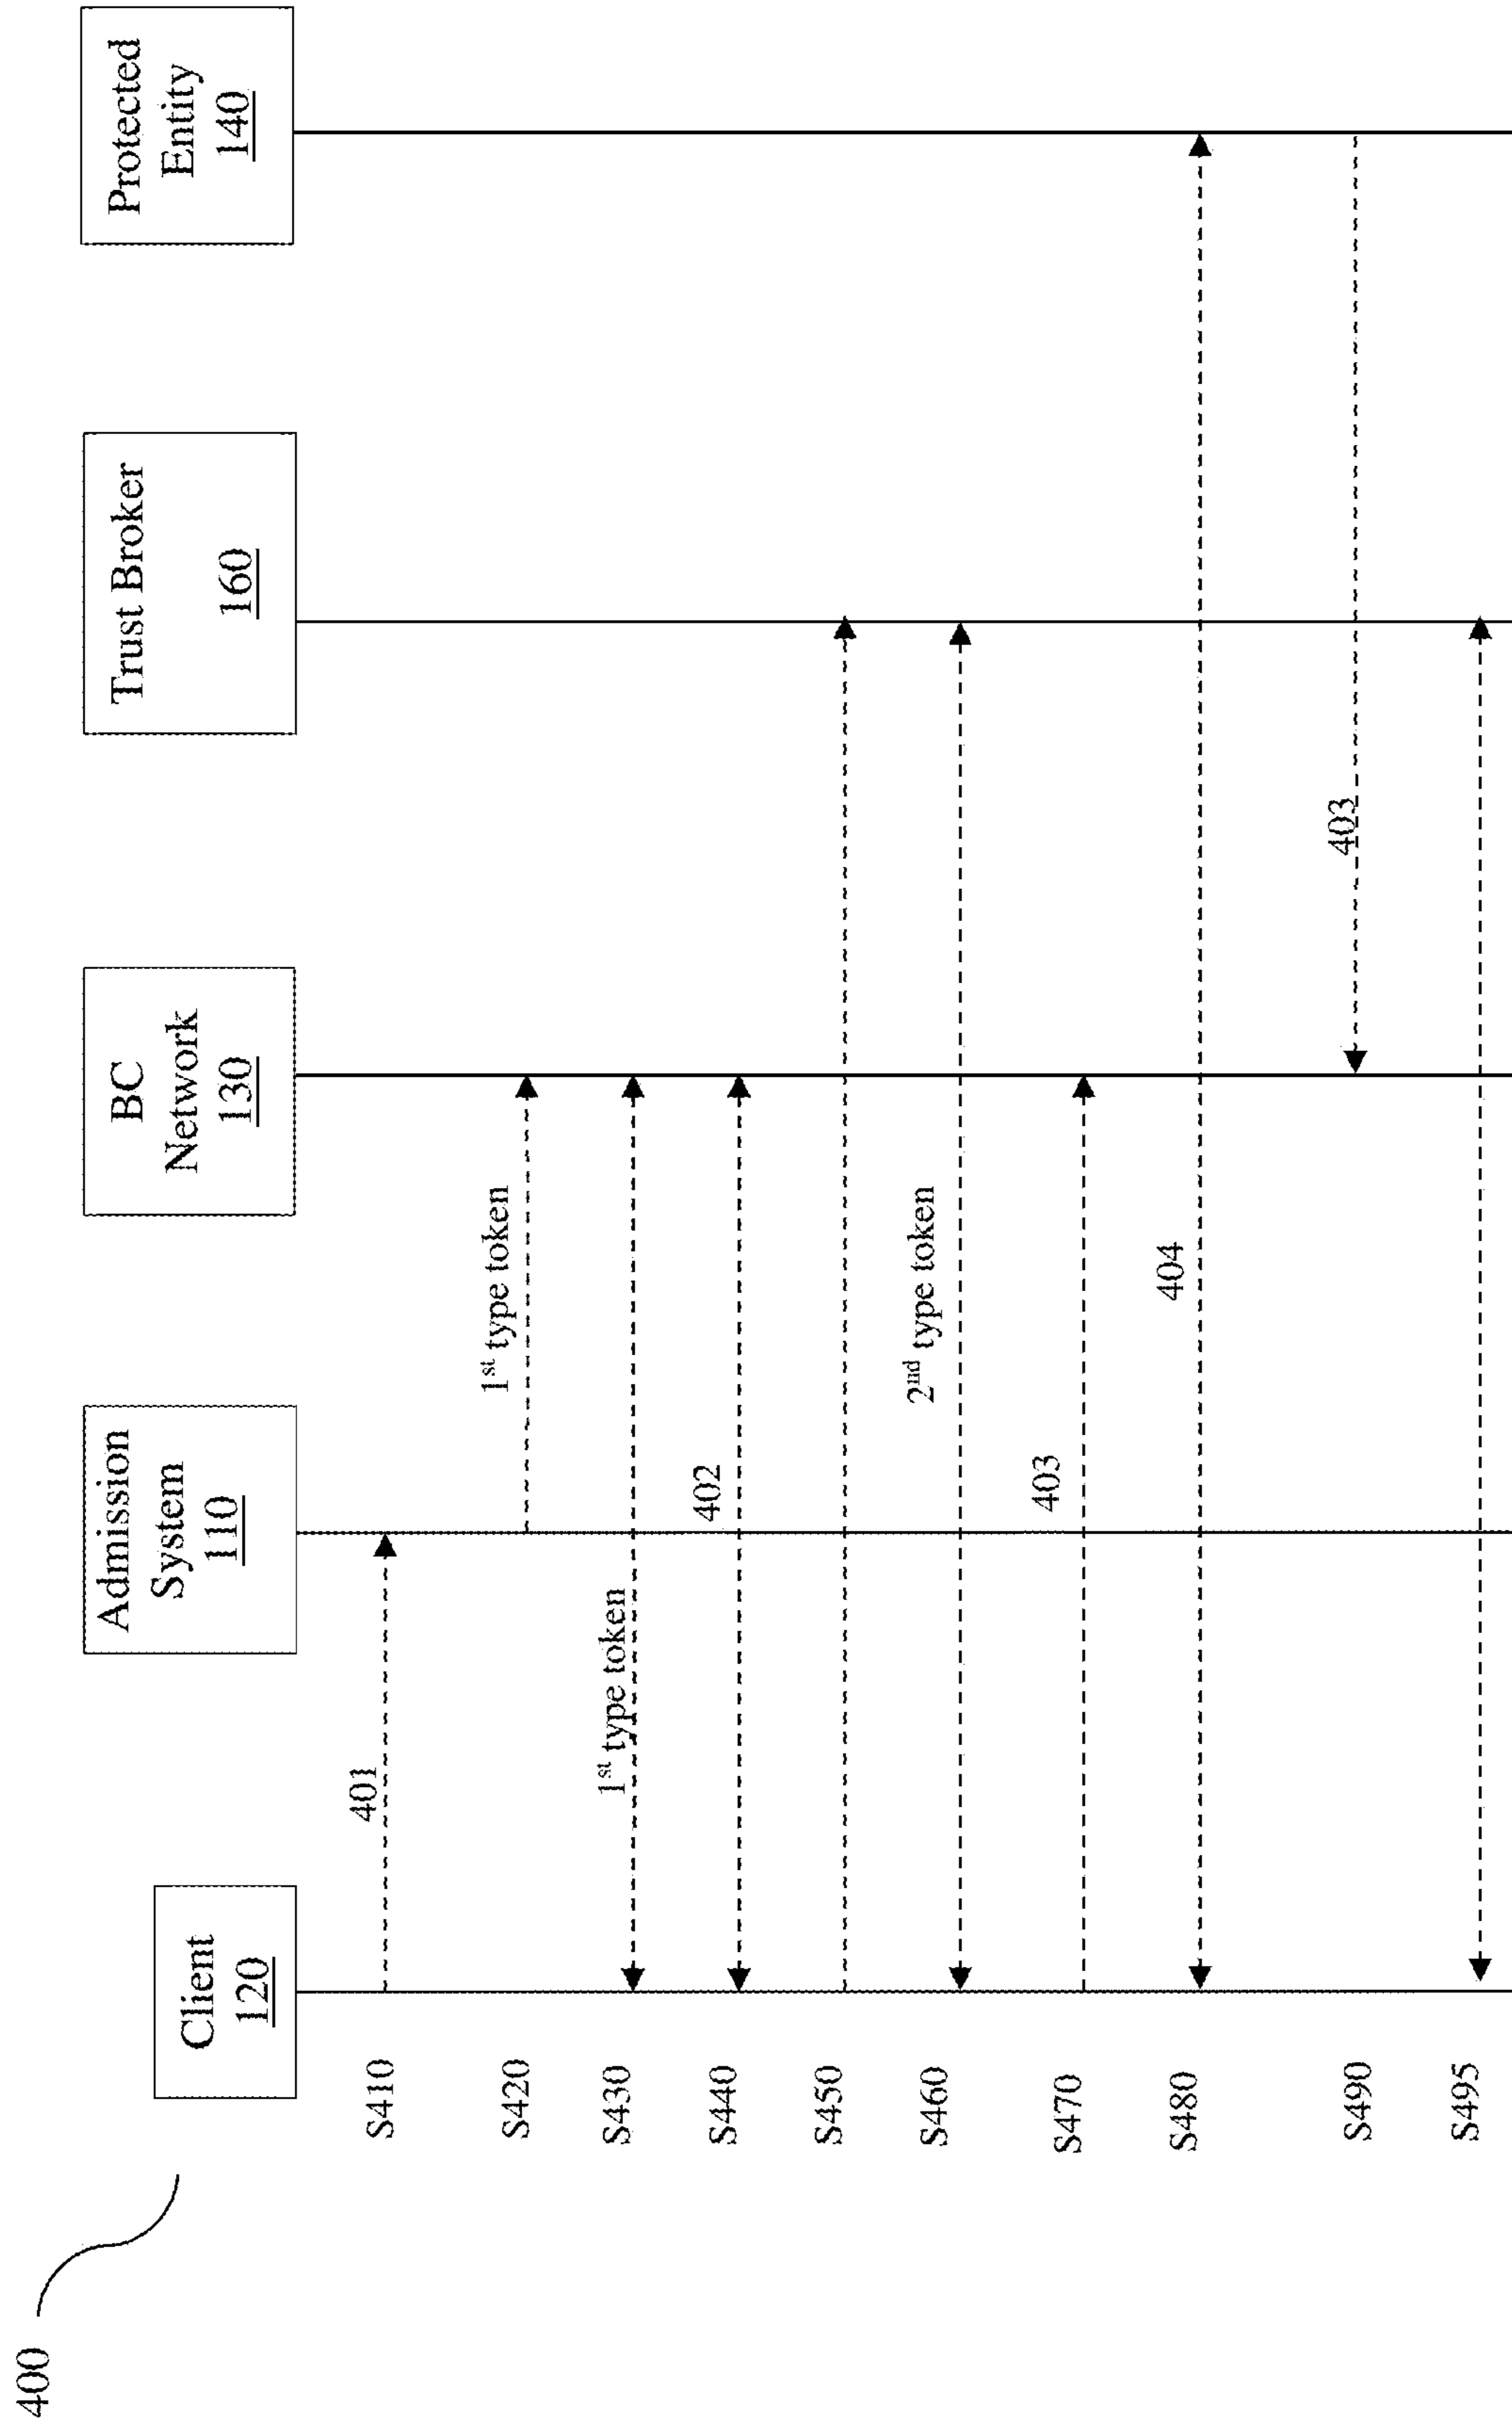 400
Client
120
Admission
System
110
BC
Network
130
Trust Broker
160
Protected
Entity
140
S410
401
S420
1st type token
S430
1st type token
S440
402
S450
S460
2nd type token
S470
403
S480
404
S490
403
S495